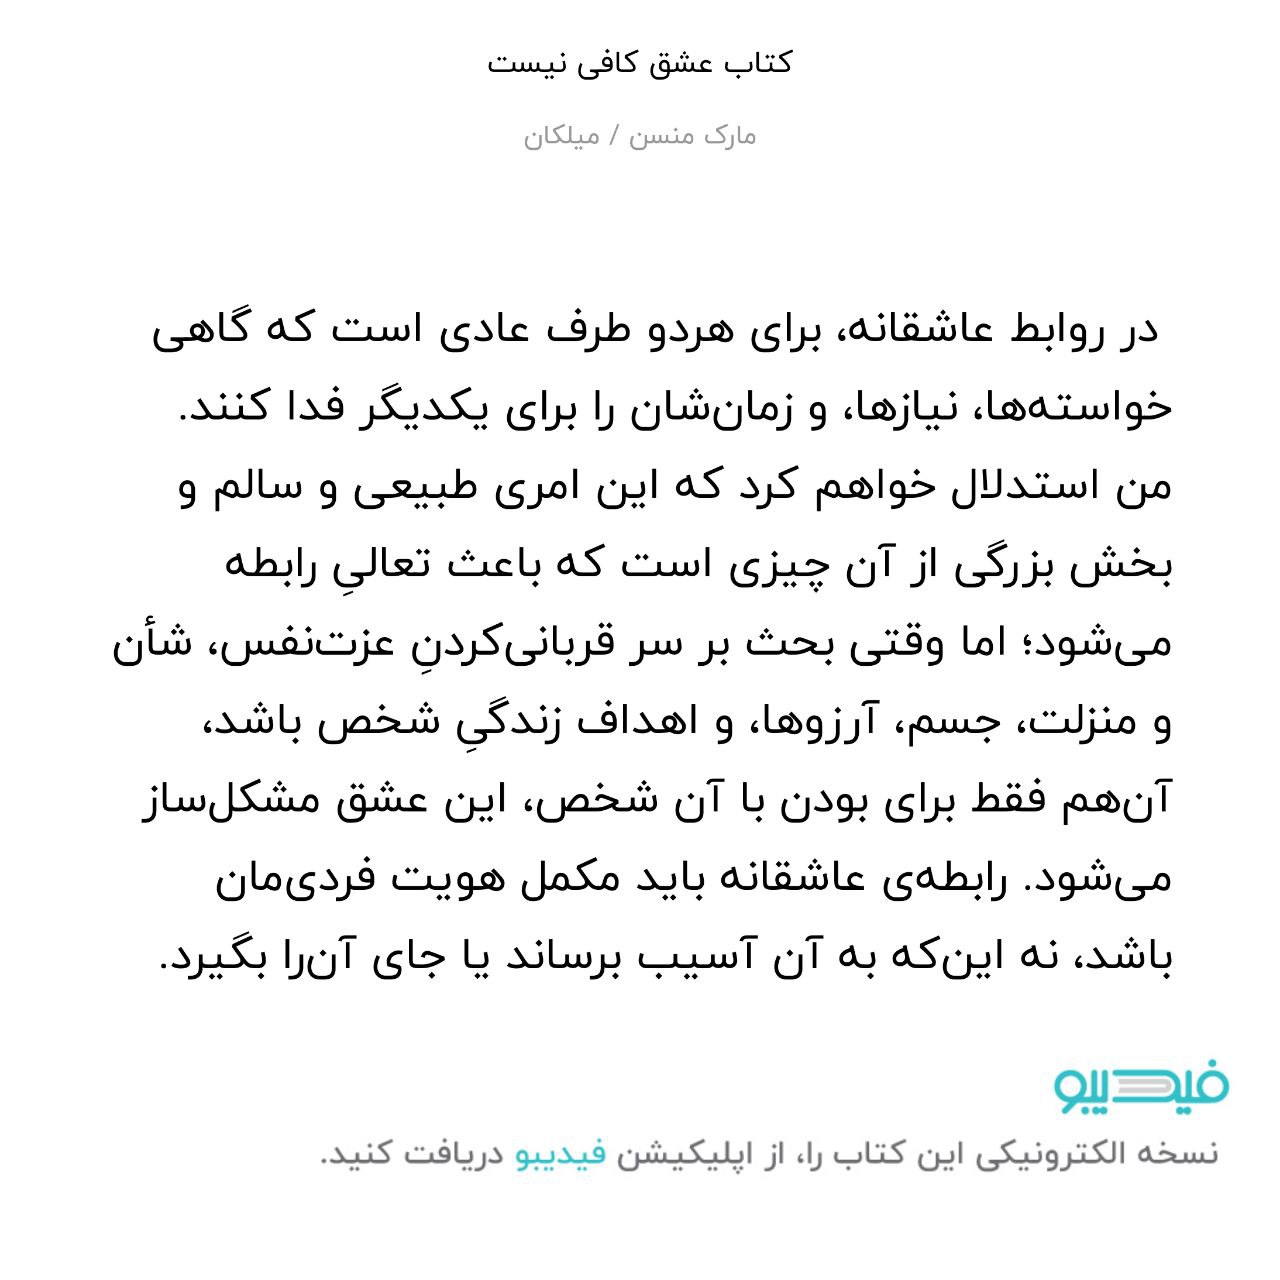 کتاب عشق کافی نیست
مارک منسن / میلکان
در روابط عاشقانه، برای هردو طرف عادی است که گاهی
خواسته‌ها، نیازها، و زمان‌شان را برای یکدیگر فدا کنند.
من استدلال خواهم کرد که این امری طبیعی و سالم و
بخش بزرگی از آن چیزی است که باعث تعالیِ رابطه
می‌شود؛ اما وقتی بحث بر سر قربانی‌کردنِ عزت‌نفس، شأن
و منزلت، جسم، آرزوها، و اهداف زندگیِ شخص باشد،
آن‌هم فقط برای بودن با آن شخص، این عشق مشکل‌ساز
می‌شود. رابطه‌ی عاشقانه باید مکمل هویت فردی‌مان
باشد، نه این‌که به آن آسیب برساند یا جای آن‌را بگیرد.
فیدیبو
نسخه الکترونیکی این کتاب را، از اپلیکیشن فیدیبو دریافت کنید.